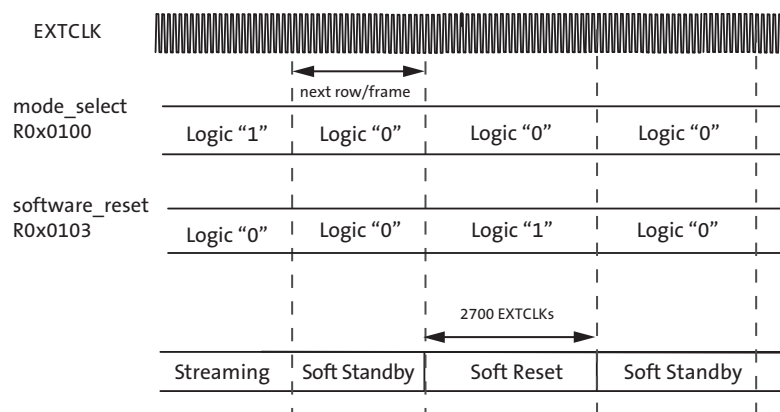 EXTCLK
next row/frame
mode_select
R0x0100
Logic “1” Logic “0” Logic “0” Logic “0”
software_reset
R0x0103
Logic “0” Logic “0” Logic “1” Logic “0”
2700 EXTCLKs
Streaming Soft Standby Soft Reset Soft Standby